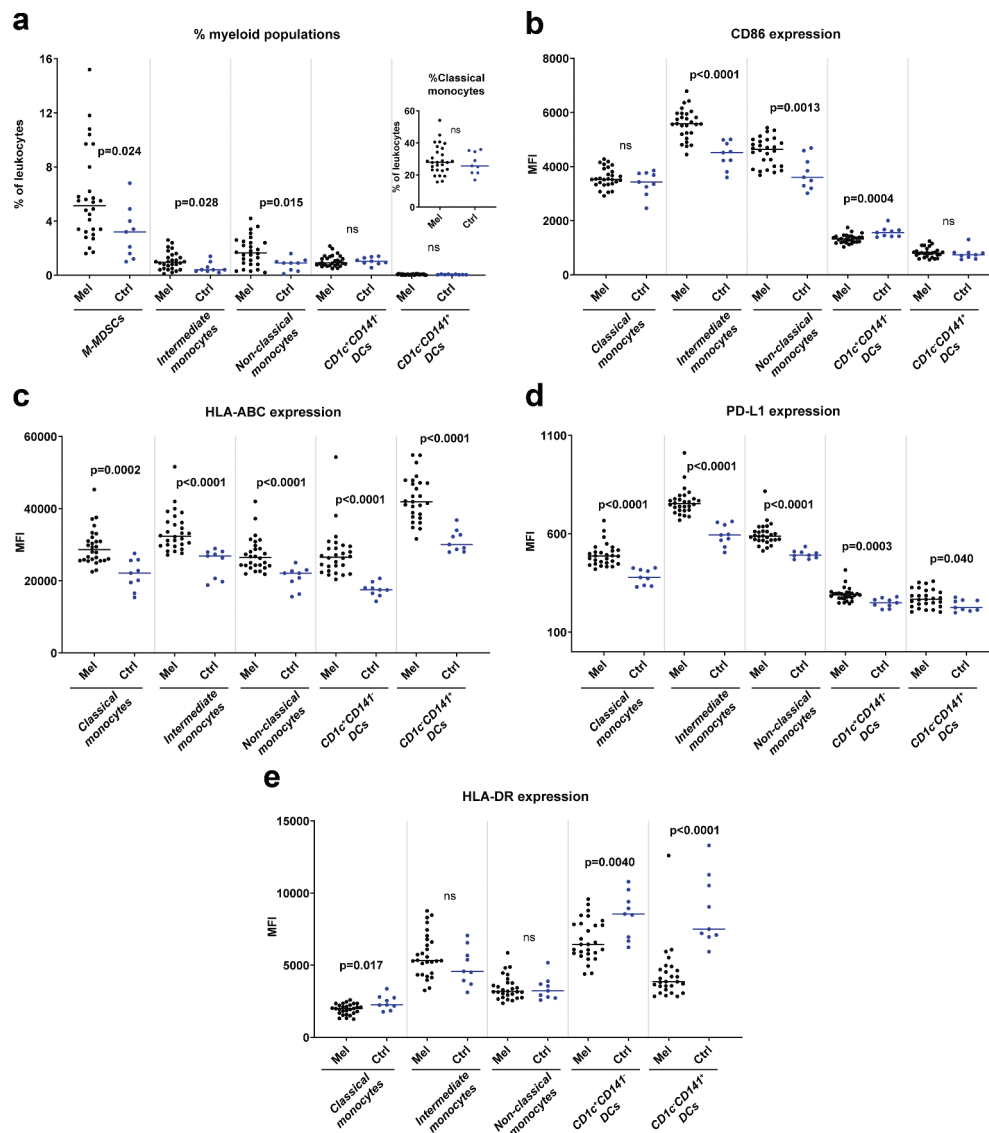 a
% myeloid populations
% of leukocytes
16
12
8
4
0
p=0.024
p=0.028
p=0.015
ns
ns
%Classical
monocytes
% of leukocytes
60
40
20
0
ns
Mel Ctrl
Mel Ctrl Mel Ctrl Mel Ctrl Mel Ctrl Mel Ctrl
M-MDSCs
Intermediate
monocytes
Non-classical
monocytes
CD1c⁺CD141⁻
DCs
CD1c⁻CD141⁺
DCs
b
CD86 expression
MFI
8000
6000
4000
2000
0
ns
p<0.0001
p=0.0013
p=0.0004
ns
Mel Ctrl Mel Ctrl Mel Ctrl Mel Ctrl Mel Ctrl
Classical
monocytes
Intermediate
monocytes
Non-classical
monocytes
CD1c⁺CD141⁻
DCs
CD1c⁻CD141⁺
DCs
c
HLA-ABC expression
MFI
60000
40000
20000
0
p=0.0002
p<0.0001
p<0.0001
p<0.0001
p<0.0001
Mel Ctrl Mel Ctrl Mel Ctrl Mel Ctrl Mel Ctrl
Classical
monocytes
Intermediate
monocytes
Non-classical
monocytes
CD1c⁺CD141⁻
DCs
CD1c⁻CD141⁺
DCs
d
PD-L1 expression
MFI
1100
600
100
p<0.0001
p<0.0001
p<0.0001
p=0.0003
p=0.040
Mel Ctrl Mel Ctrl Mel Ctrl Mel Ctrl Mel Ctrl
Classical
monocytes
Intermediate
monocytes
Non-classical
monocytes
CD1c⁺CD141⁻
DCs
CD1c⁻CD141⁺
DCs
e
HLA-DR expression
MFI
15000
10000
5000
0
p=0.017
ns
ns
p=0.0040
p<0.0001
Mel Ctrl Mel Ctrl Mel Ctrl Mel Ctrl Mel Ctrl
Classical
monocytes
Intermediate
monocytes
Non-classical
monocytes
CD1c⁺CD141⁻
DCs
CD1c⁻CD141⁺
DCs